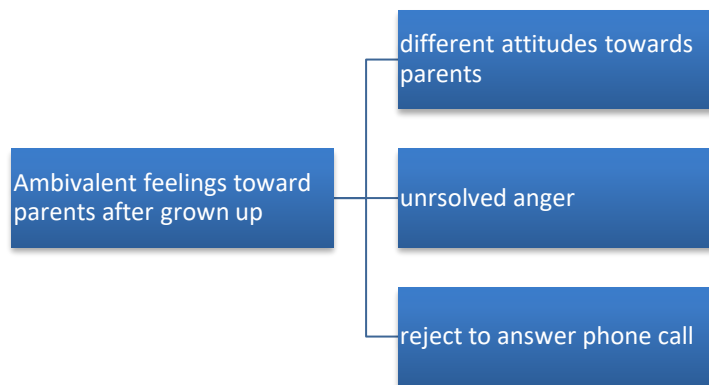 different attitudes towards
parents
Ambivalent feelings toward
parents after grown up
unrsolved anger
reject to answer phone call